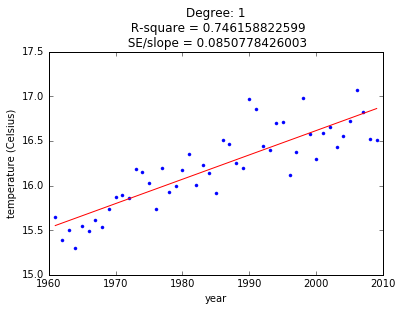 Degree: 1
R-square = 0.746158822599
SE/slope = 0.0850778426003
17.5
17.0
16.5
16.0
15.5
15.0
temperature (Celsius)
1960 1970 1980 1990 2000 2010
year